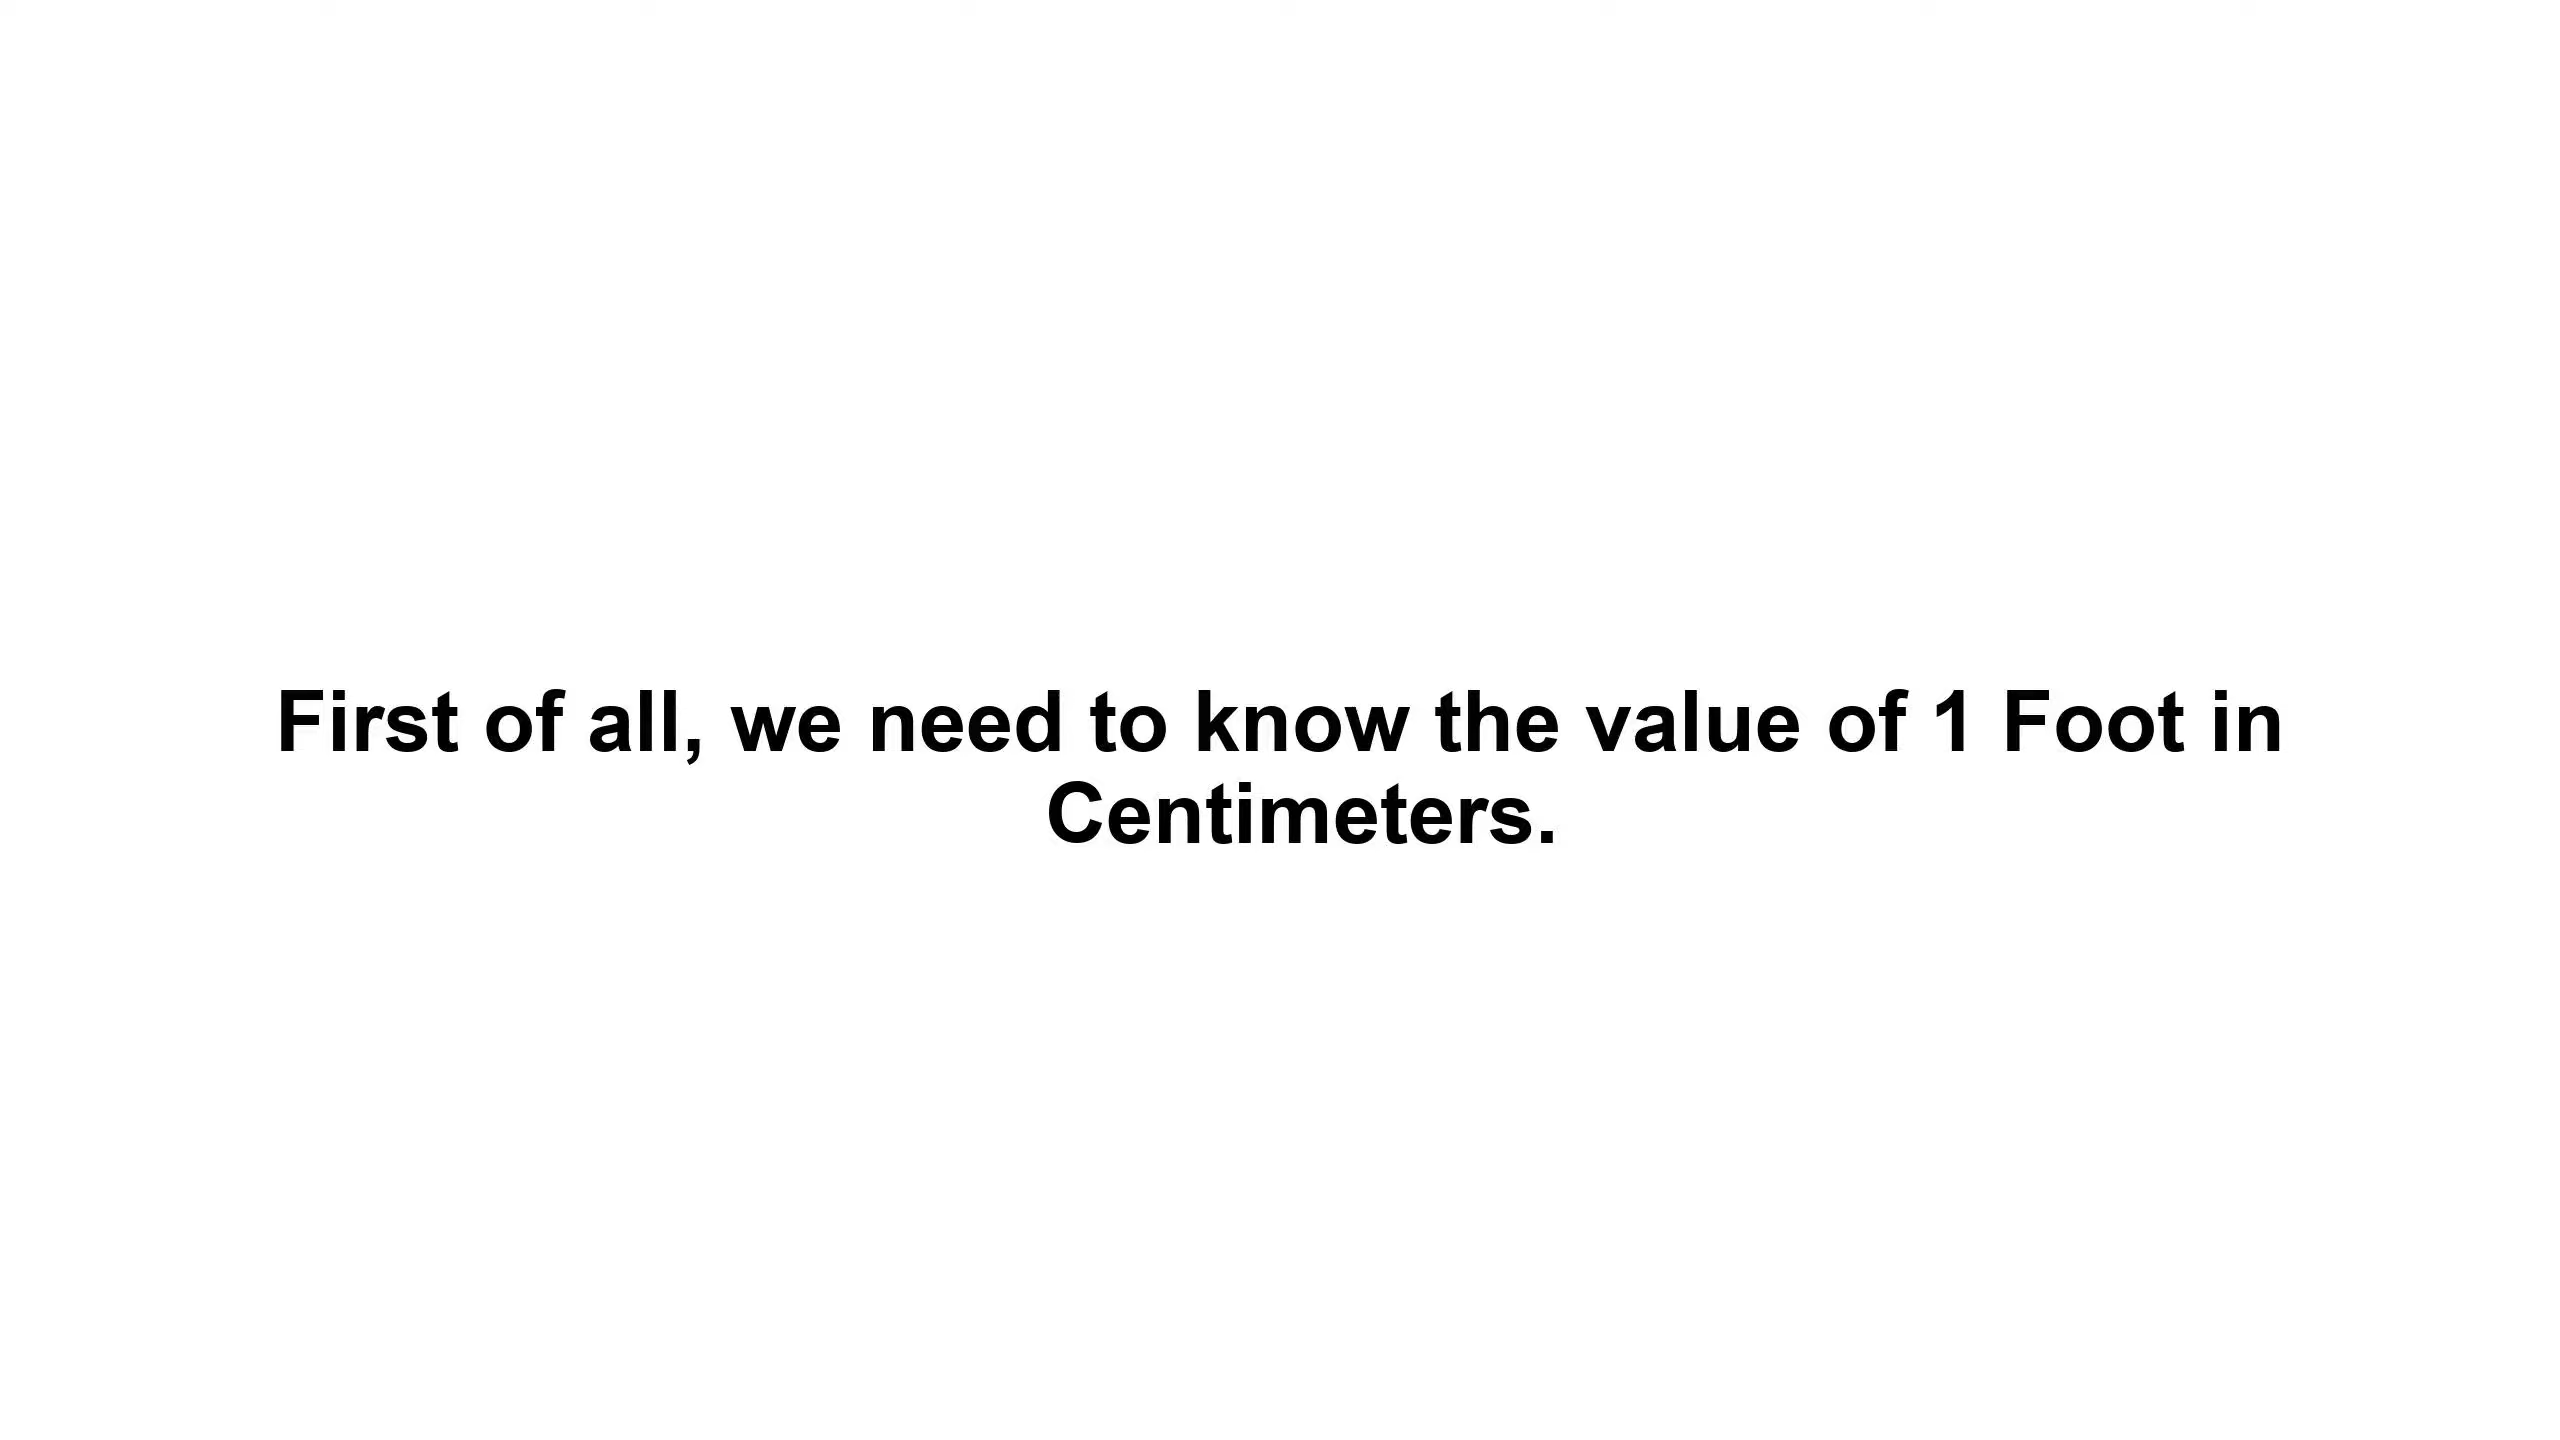 First of all, we need to know the value of 1 Foot in
Centimeters.